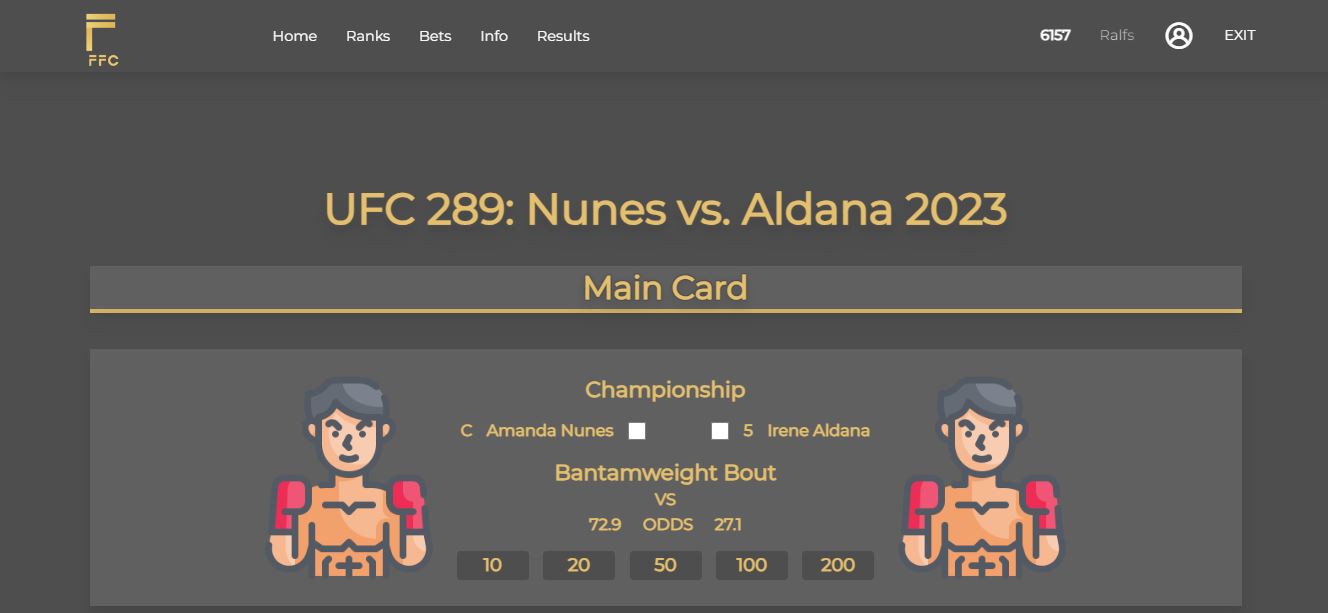 FFC
Home Ranks Bets Info Results 6157 Ralfs EXIT
UFC 289: Nunes vs. Aldana 2023
Main Card
Championship
C Amanda Nunes 5 Irene Aldana
Bantamweight Bout
VS
72.9 ODDS 27.1
10 20 50 100 200